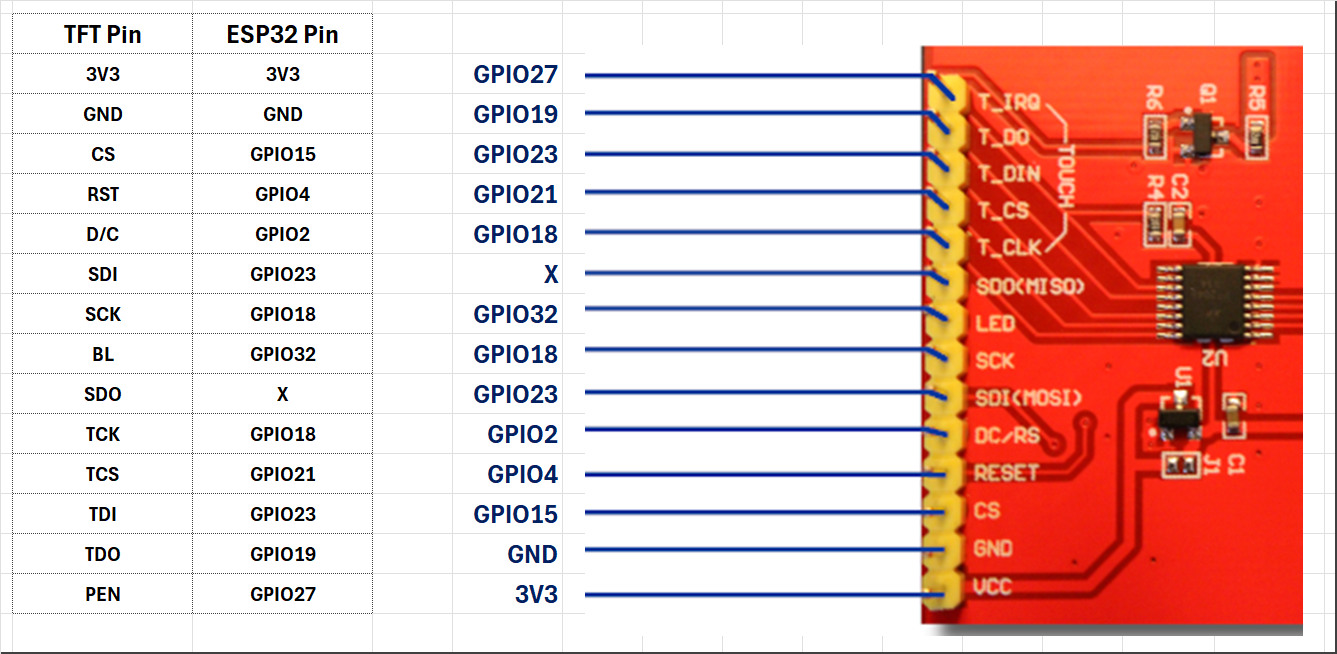 TFT Pin ESP32 Pin
3V3 3V3
GND GND
CS GPIO15
RST GPIO4
D/C GPIO2
SDI GPIO23
SCK GPIO18
BL GPIO32
SDO X
TCK GPIO18
TCS GPIO21
TDI GPIO23
TDO GPIO19
PEN GPIO27
GPIO27
GPIO19
GPIO23
GPIO21
GPIO18
X
GPIO32
GPIO18
GPIO23
GPIO2
GPIO4
GPIO15
GND
3V3
T_IRQ
T_DO
T_DIN
T_CS
T_CLK
TOUCH
SDO(MISO)
LED
SCK
SDI(MOSI)
DC/RS
RESET
CS
GND
VCC
R6
Q1
R5
R4
C2
U2
U1
J1
C1